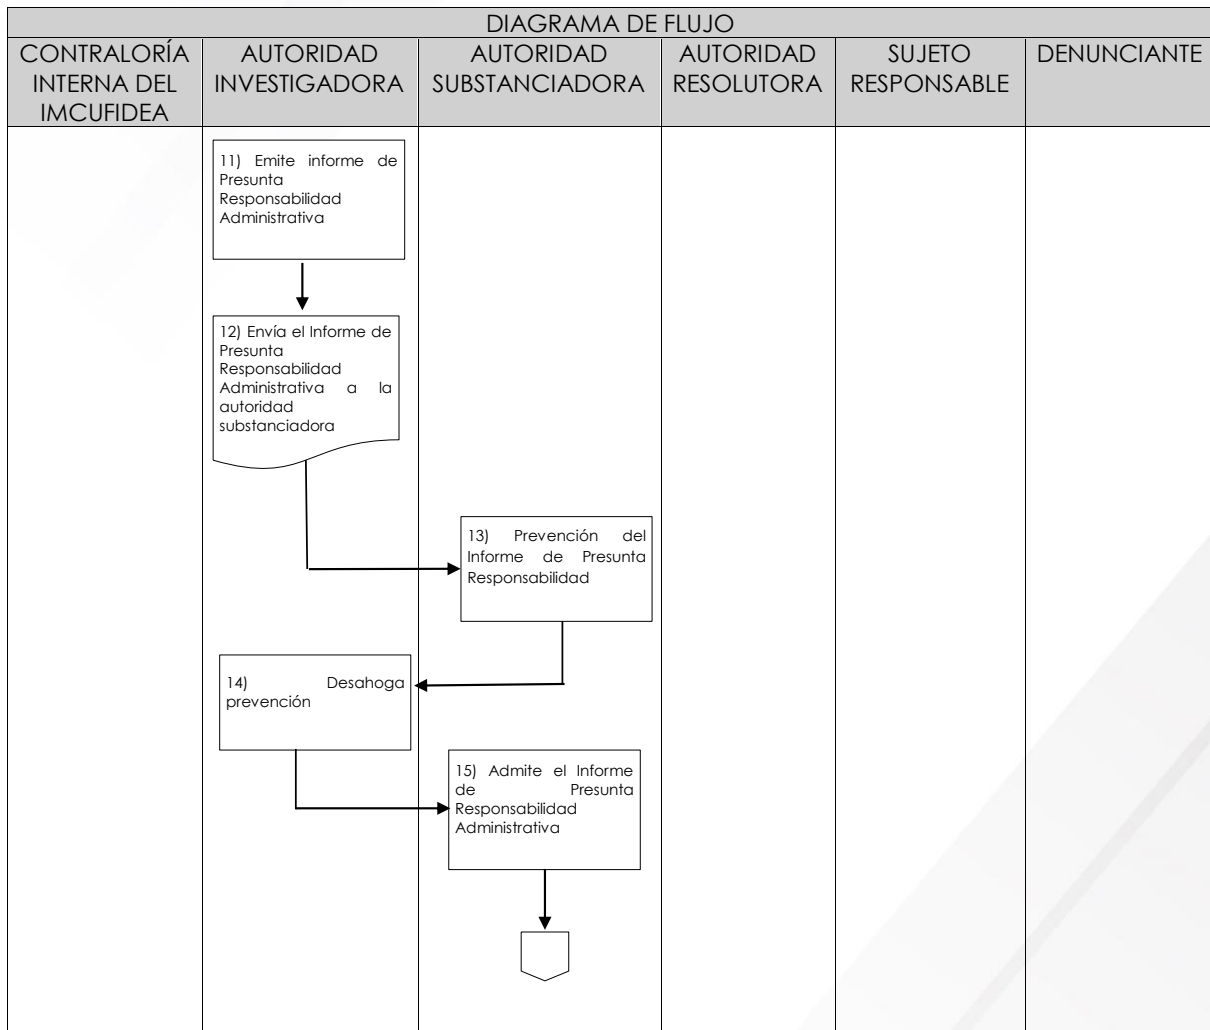 DIAGRAMA DE FLUJO
CONTRALORÍA
INTERNA DEL
IMCUFIDEA
AUTORIDAD
INVESTIGADORA
AUTORIDAD
SUBSTANCIADORA
AUTORIDAD
RESOLUTORA
SUJETO
RESPONSABLE
DENUNCIANTE
11) Emite informe de
Presunta
Responsabilidad
Administrativa
12) Envía el Informe de
Presunta
Responsabilidad
Administrativa a la
autoridad
substanciadora
13) Prevención del
Informe de Presunta
Responsabilidad
14) Desahoga
prevención
15) Admite el Informe
de Presunta
Responsabilidad
Administrativa